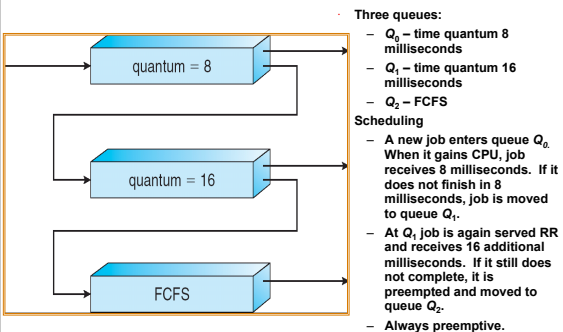 quantum = 8
quantum = 16
FCFS
Three queues:
– Q0 – time quantum 8
milliseconds
– Q1 – time quantum 16
milliseconds
– Q2 – FCFS
Scheduling
– A new job enters queue Q0.
When it gains CPU, job
receives 8 milliseconds. If it
does not finish in 8
milliseconds, job is moved
to queue Q1.
– At Q1 job is again served RR
and receives 16 additional
milliseconds. If it still does
not complete, it is
preempted and moved to
queue Q2.
– Always preemptive.